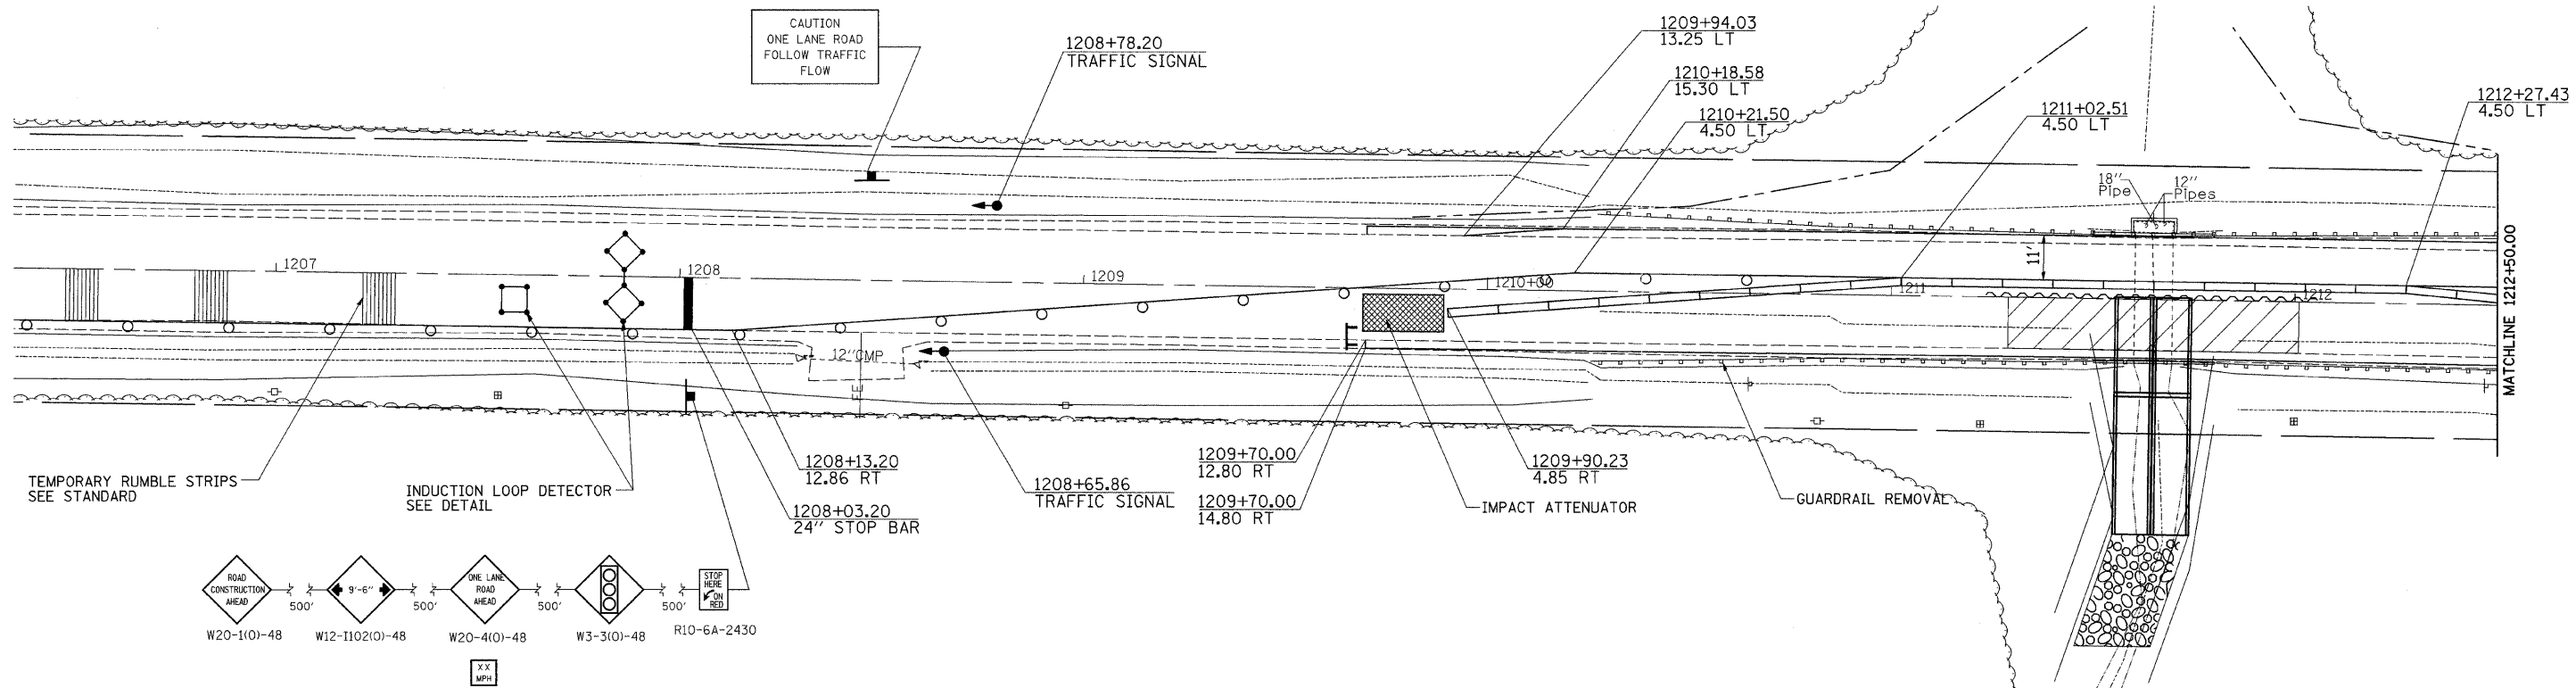 CAUTION
ONE LANE ROAD
FOLLOW TRAFFIC
FLOW
1208+78.20
TRAFFIC SIGNAL
1209+94.03
13.25 LT
1210+18.58
15.30 LT
1210+21.50
4.50 LT
1211+02.51
4.50 LT
1212+27.43
4.50 LT
18"
Pipe
12"
Pipes
11'
1207
1208
1209
1210+00
1211
1212
MATCHLINE 1212+50.00
12"CMP
E
TEMPORARY RUMBLE STRIPS
SEE STANDARD
INDUCTION LOOP DETECTOR
SEE DETAIL
1208+13.20
12.86 RT
1208+03.20
24" STOP BAR
1208+65.86
TRAFFIC SIGNAL
1209+70.00
12.80 RT
1209+70.00
14.80 RT
1209+90.23
4.85 RT
IMPACT ATTENUATOR
GUARDRAIL REMOVAL
ROAD
CONSTRUCTION
AHEAD
500'
9'-6"
500'
ONE LANE
ROAD
AHEAD
500'
500'
STOP
HERE
ON
RED
W20-1(O)-48
W12-I102(O)-48
W20-4(O)-48
W3-3(O)-48
R10-6A-2430
XX
MPH